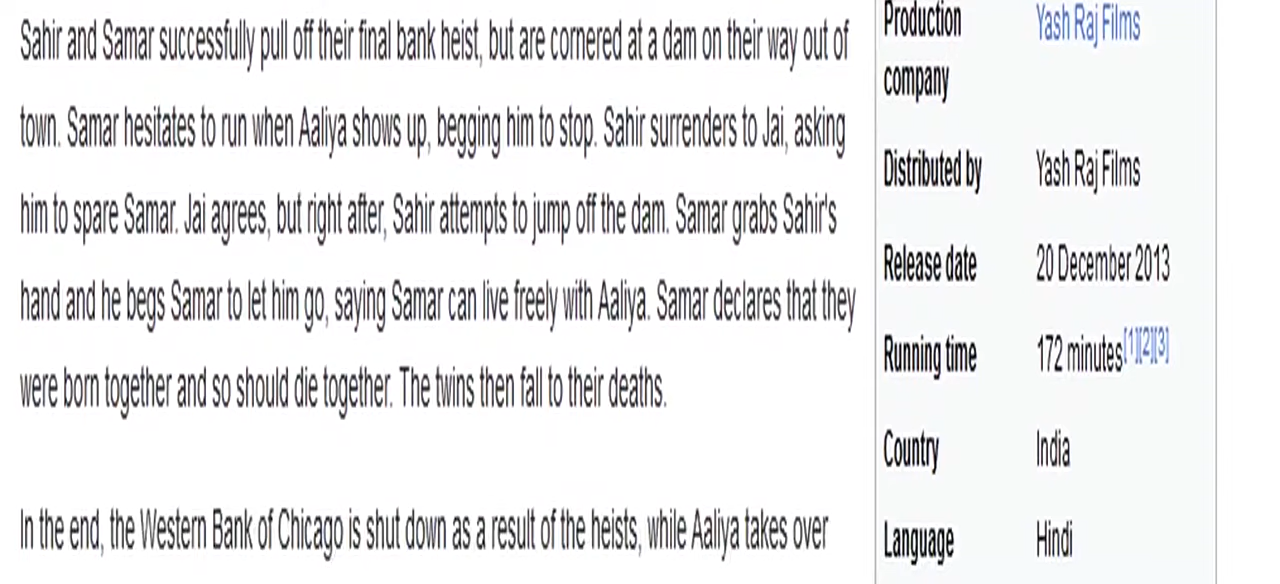 Sahir and Samar successfully pull off their final bank heist, but are cornered at a dam on their way out of
town. Samar hesitates to run when Aaliya shows up, begging him to stop. Sahir surrenders to Jai, asking
him to spare Samar. Jai agrees, but right after, Sahir attempts to jump off the dam. Samar grabs Sahir's
hand and he begs Samar to let him go, saying Samar can live freely with Aaliya. Samar declares that they
were born together and so should die together. The twins then fall to their deaths.
In the end, the Western Bank of Chicago is shut down as a result of the heists, while Aaliya takes over
Production company Yash Raj Films
Distributed by Yash Raj Films
Release date 20 December 2013
Running time 172 minutes[1][2][3]
Country India
Language Hindi